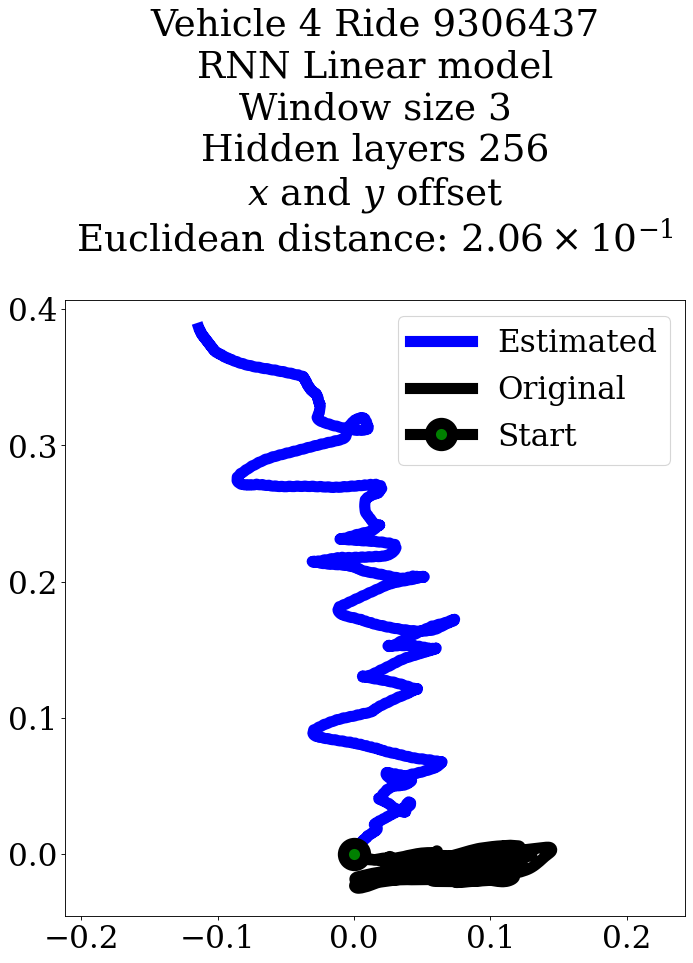 Vehicle 4 Ride 9306437
RNN Linear model
Window size 3
Hidden layers 256
x and y offset
Euclidean distance: 2.06 × 10⁻¹
Estimated
Original
Start
0.4
0.3
0.2
0.1
0.0
−0.2 −0.1 0.0 0.1 0.2